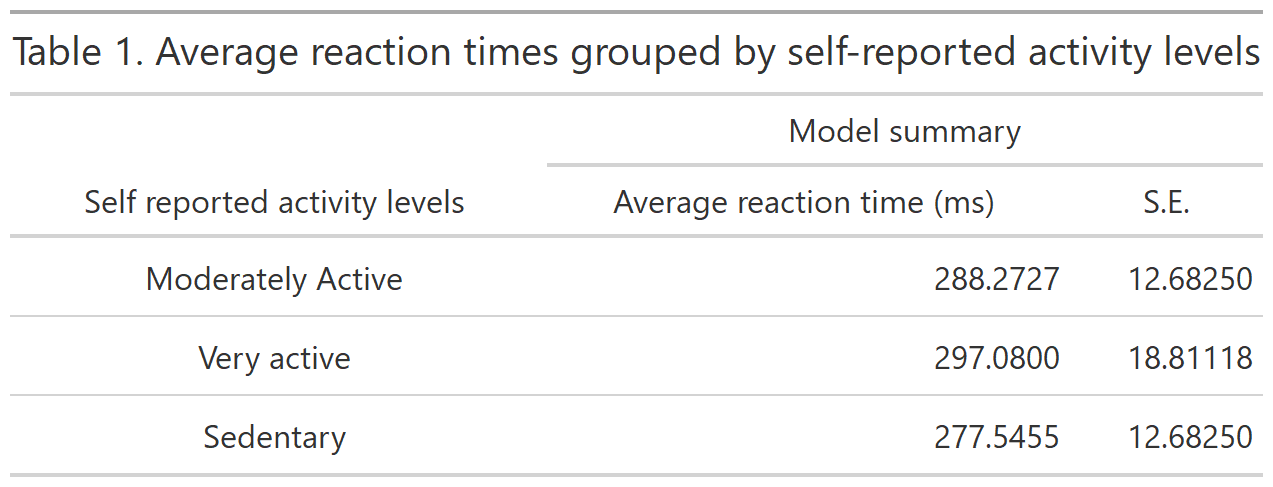 Table 1. Average reaction times grouped by self-reported activity levels
Model summary
Self reported activity levels Average reaction time (ms) S.E.
Moderately Active 288.2727 12.68250
Very active 297.0800 18.81118
Sedentary 277.5455 12.68250